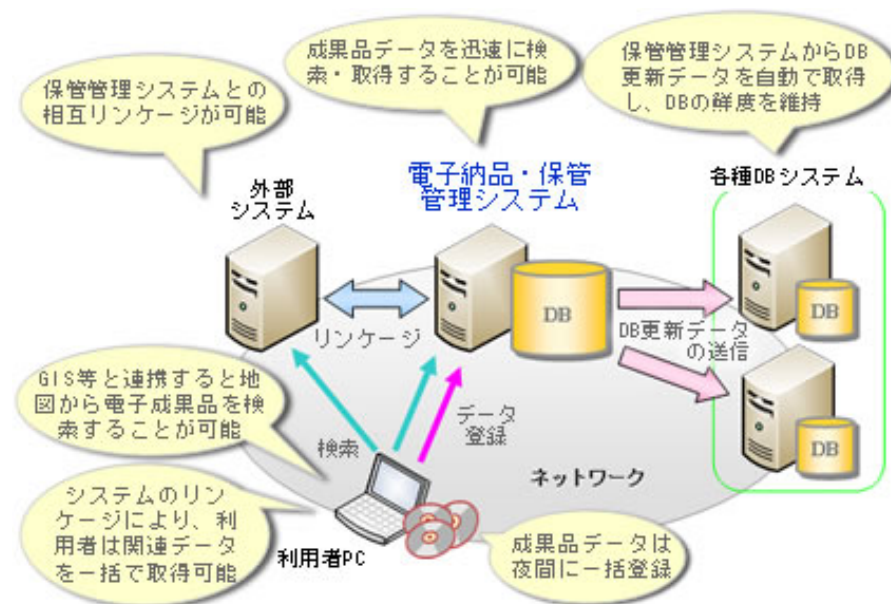 成果品データを迅速に検
索・取得することが可能
保管管理システムからDB
更新データを自動で取得
し、DBの鮮度を維持
保管管理システムとの
相互リンケージが可能
外部
システム
電子納品・保管
管理システム
各種DBシステム
DB
DB
DB
リンケージ
DB更新データ
の送信
GIS等と連携すると地
図から電子成果品を検
索することが可能
検索
データ
登録
ネットワーク
システムのリン
ケージにより、利
用者は関連データ
を一括で取得可能
利用者PC
成果品データは
夜間に一括登録